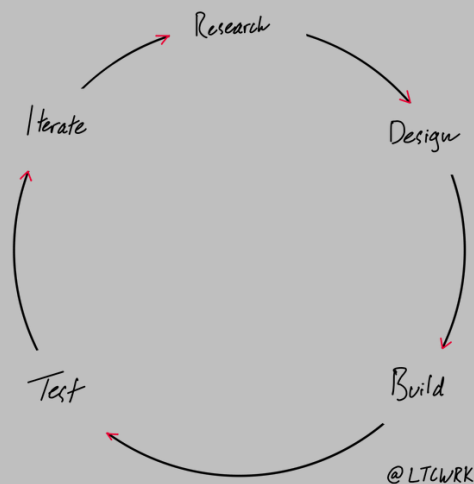 Research
Design
Build
Test
Iterate
@LTCWRK